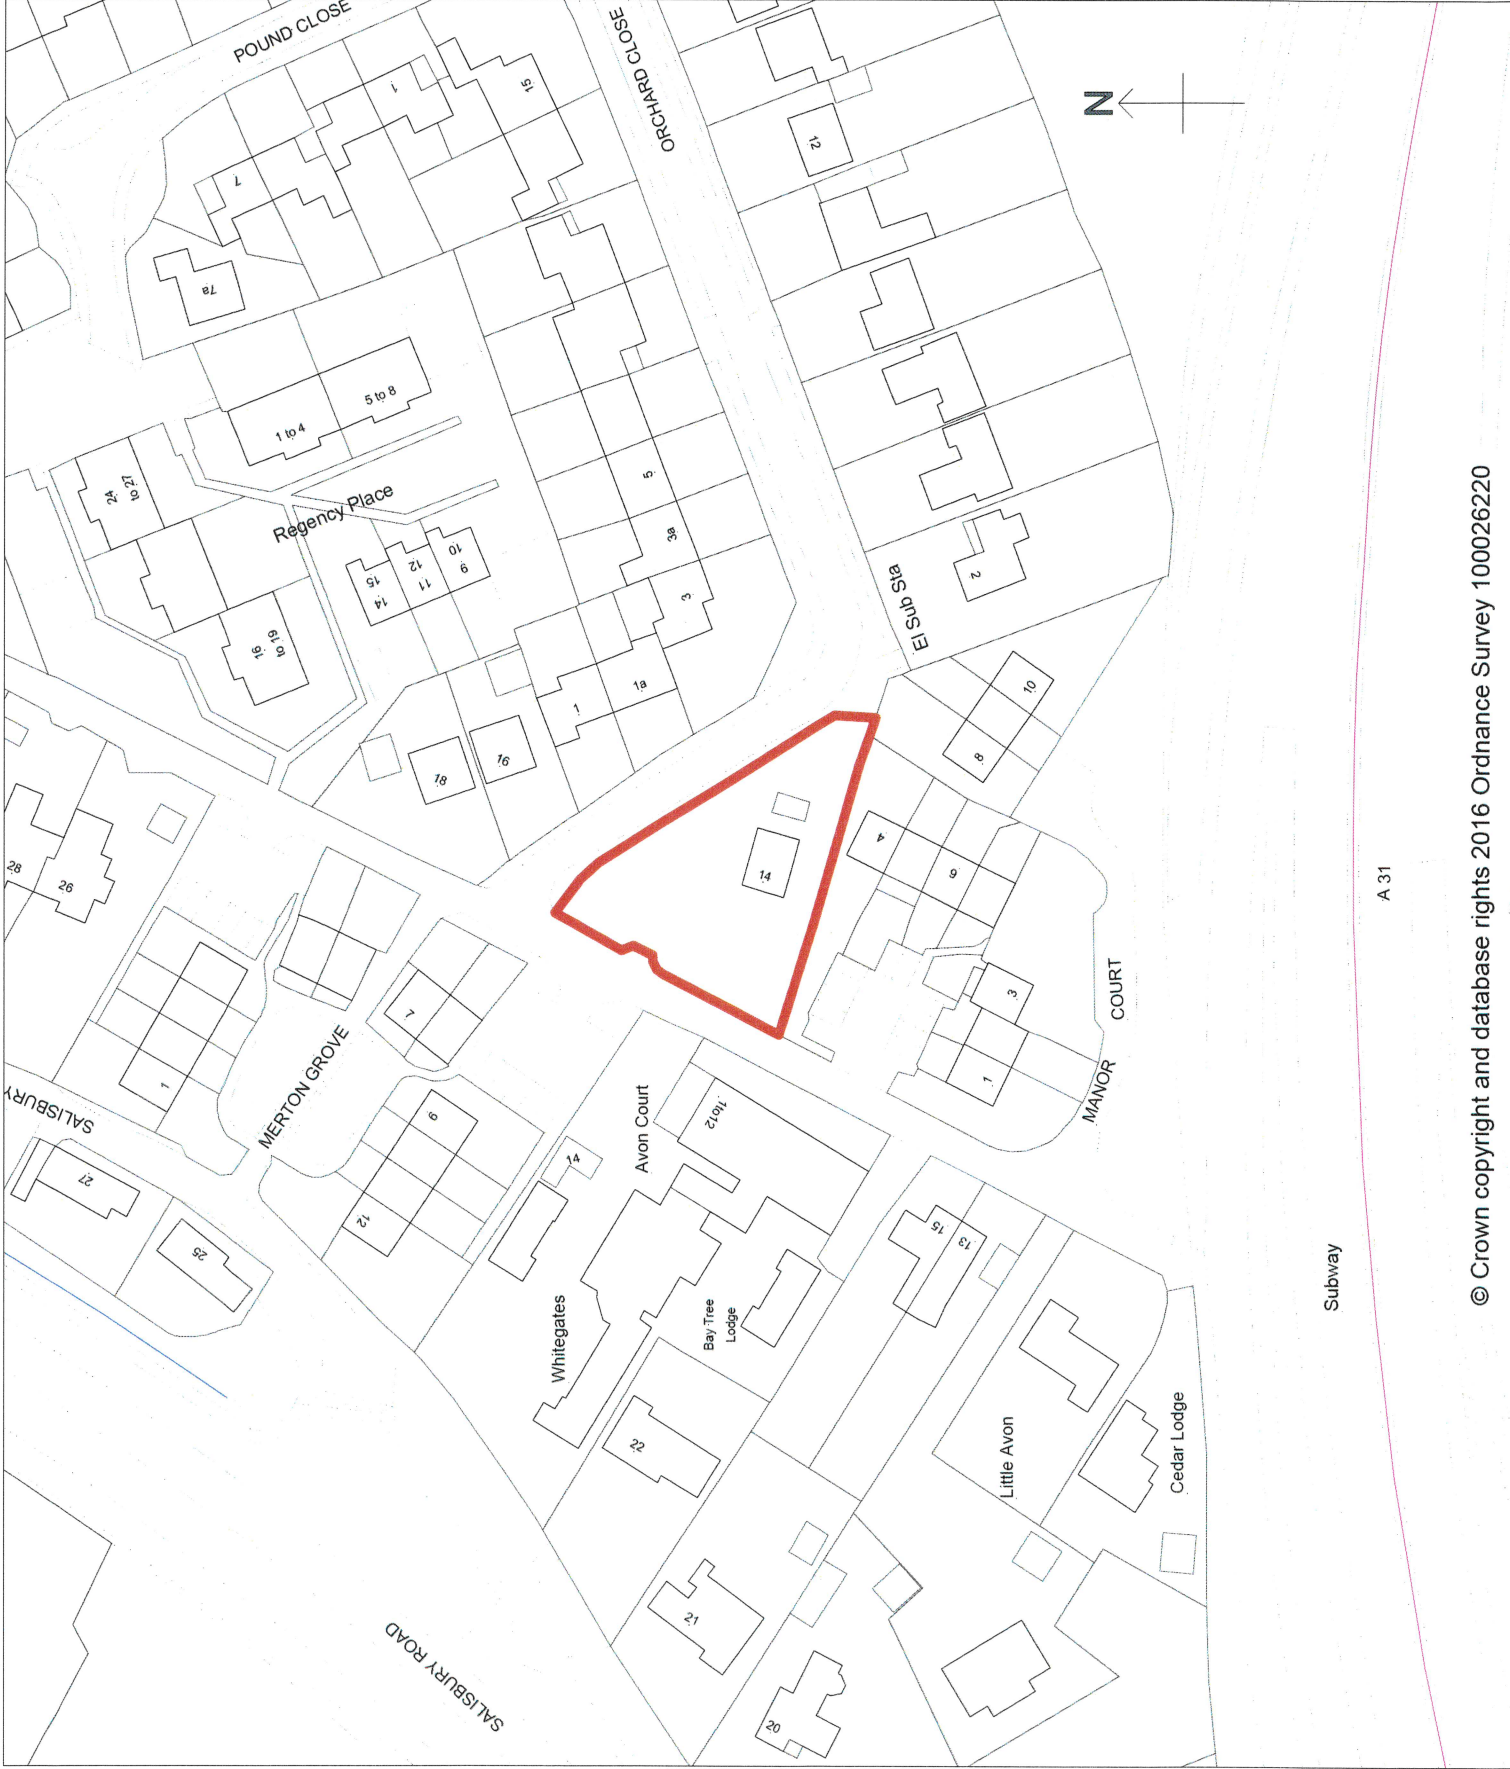 POUND CLOSE
ORCHARD CLOSE
1
15
N
7
7a
21
1 to 4
5 to 8
24
to 27
Regency Place
16
to 19
15
14
12
11
10
9
5
3a
3
2
El Sub Sta
1
1a
18
16
10
8
28
26
14
4
6
A 31
7
1
MERTON GROVE
SALISBURY
27
25
9
12
14
Avon Court
1to12
3
1
MANOR
COURT
Whitegates
Bay Tree
Lodge
15
13
Subway
22
Little Avon
Cedar Lodge
21
20
SALISBURY ROAD
© Crown copyright and database rights 2016 Ordnance Survey 100026220